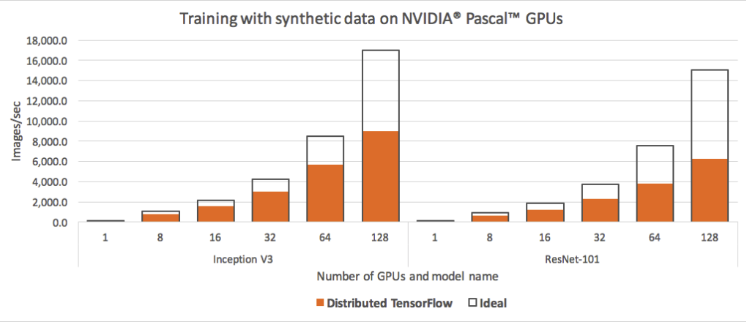 Training with synthetic data on NVIDIA® Pascal™ GPUs
Images/sec
18,000.0
16,000.0
14,000.0
12,000.0
10,000.0
8,000.0
6,000.0
4,000.0
2,000.0
0.0
1 8 16 32 64 128 1 8 16 32 64 128
Inception V3 ResNet-101
Number of GPUs and model name
Distributed TensorFlow Ideal